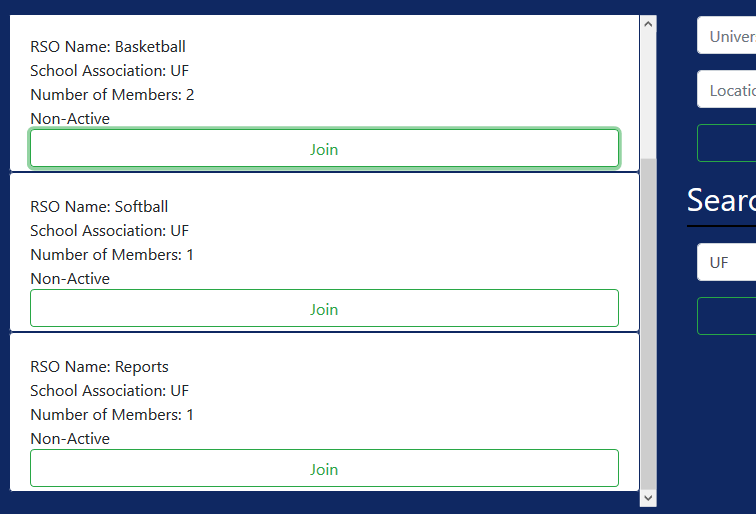 RSO Name: Basketball
School Association: UF
Number of Members: 2
Non-Active
Join
RSO Name: Softball
School Association: UF
Number of Members: 1
Non-Active
Join
RSO Name: Reports
School Association: UF
Number of Members: 1
Non-Active
Join
Univer
Locatio
Searc
UF